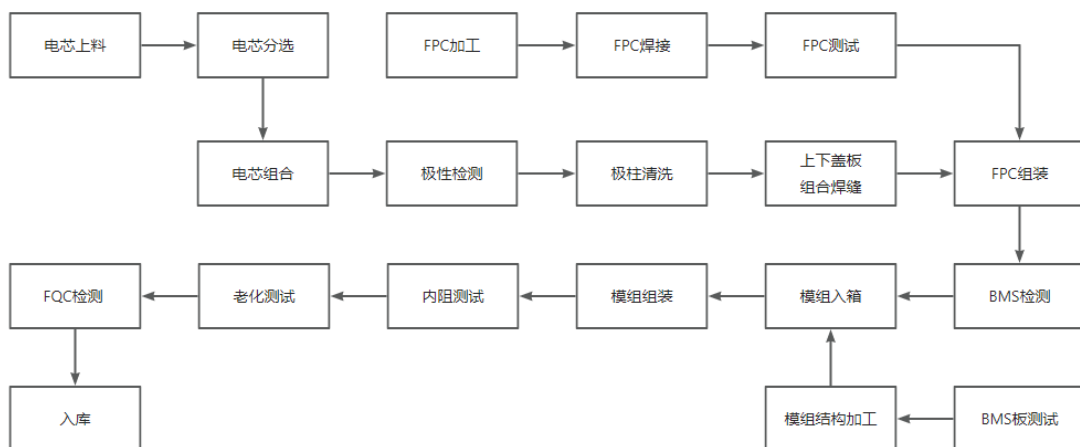 电芯上料
电芯分选
FPC加工
FPC焊接
FPC测试
电芯组合
极性检测
极柱清洗
上下盖板
组合焊缝
FPC组装
FQC检测
老化测试
内阻测试
模组组装
模组入箱
BMS检测
入库
模组结构加工
BMS板测试